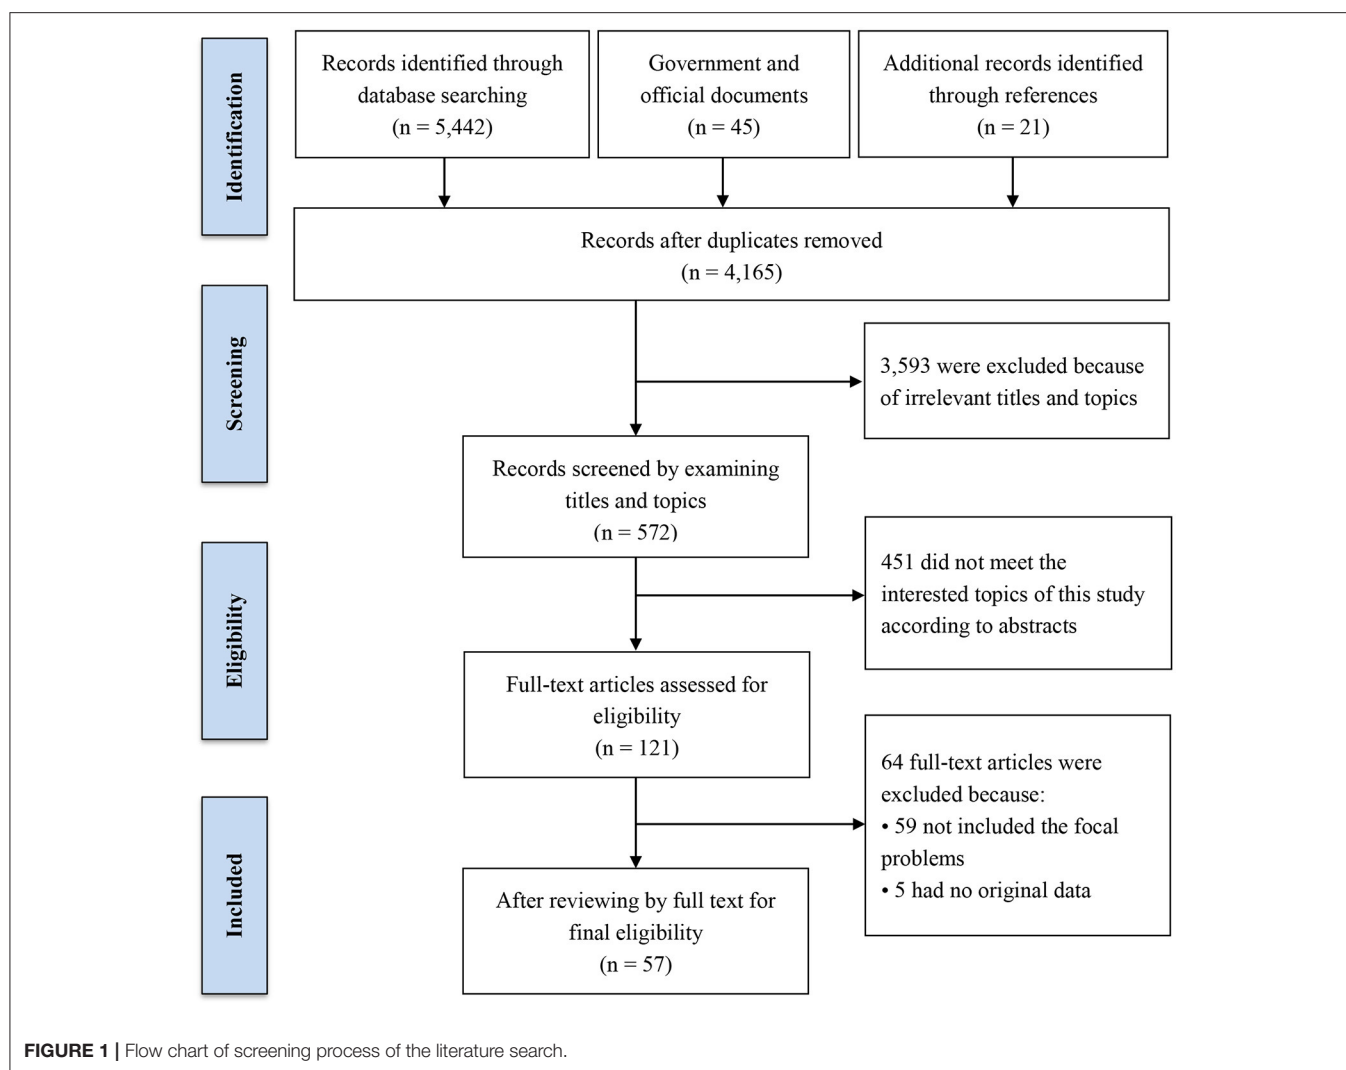 Identification
Records identified through
database searching
(n = 5,442)
Government and
official documents
(n = 45)
Additional records identified
through references
(n = 21)
Records after duplicates removed
(n = 4,165)
Screening
3,593 were excluded because
of irrelevant titles and topics
Records screened by examining
titles and topics
(n = 572)
Eligibility
451 did not meet the
interested topics of this study
according to abstracts
Full-text articles assessed for
eligibility
(n = 121)
64 full-text articles were
excluded because:
• 59 not included the focal
problems
• 5 had no original data
Included
After reviewing by full text for
final eligibility
(n = 57)
FIGURE 1 | Flow chart of screening process of the literature search.